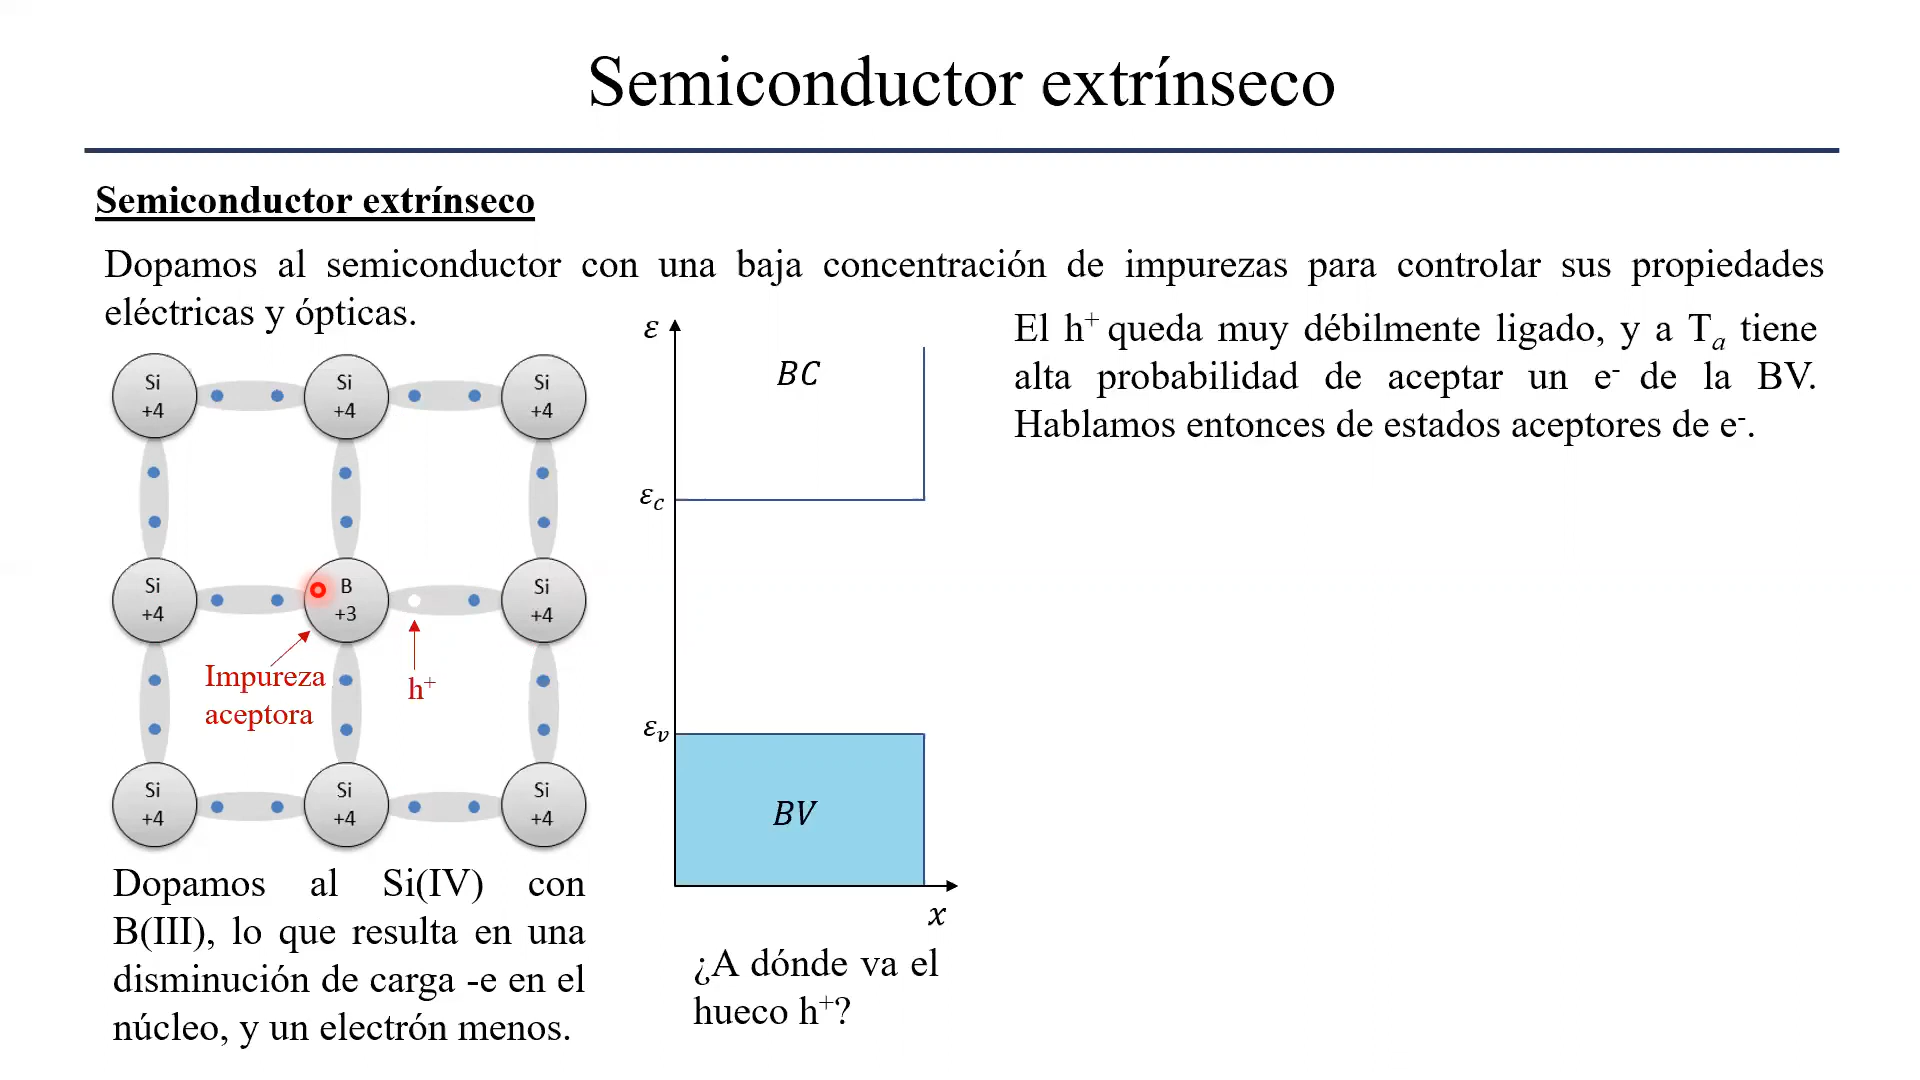 Semiconductor extrínseco
Semiconductor extrínseco
Dopamos al semiconductor con una baja concentración de impurezas para controlar sus propiedades
eléctricas y ópticas.
Si
+4
Si
+4
Si
+4
Si
+4
B
+3
Si
+4
Impureza
aceptora
h⁺
Si
+4
Si
+4
Si
+4
Dopamos al Si(IV) con
B(III), lo que resulta en una
disminución de carga -e en el
núcleo, y un electrón menos.
ε
BC
ε_c
ε_v
BV
x
¿A dónde va el
hueco h⁺?
El h⁺ queda muy débilmente ligado, y a T_a tiene
alta probabilidad de aceptar un e⁻ de la BV.
Hablamos entonces de estados aceptores de e⁻.